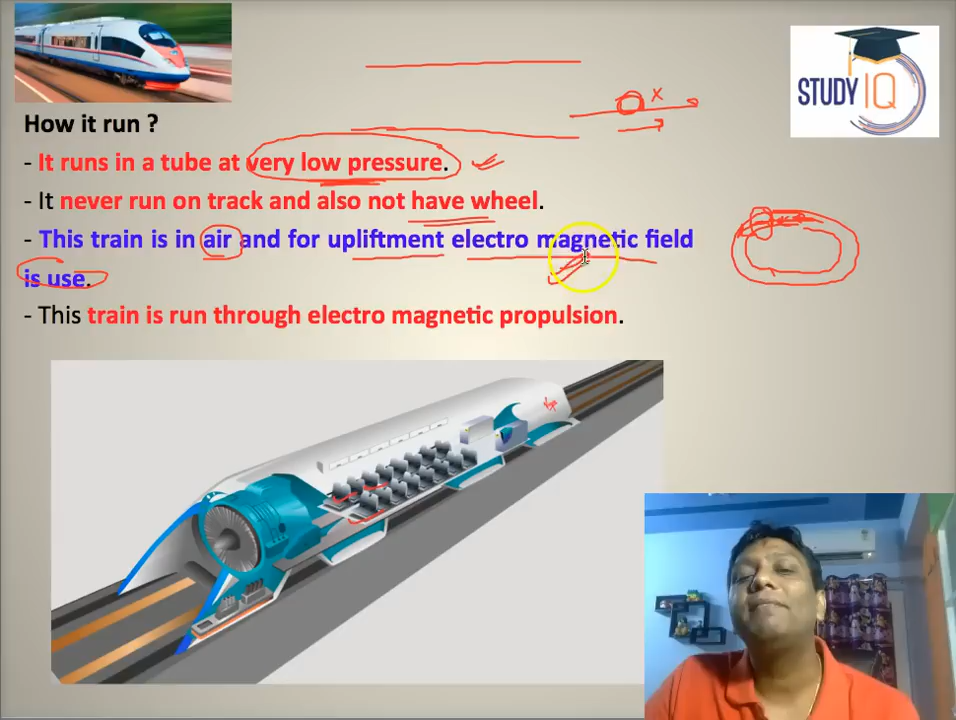 STUDY IQ
How it run ?
- It runs in a tube at very low pressure.
x
- It never run on track and also not have wheel.
- This train is in air and for upliftment electro magnetic field
is use.
- This train is run through electro magnetic propulsion.